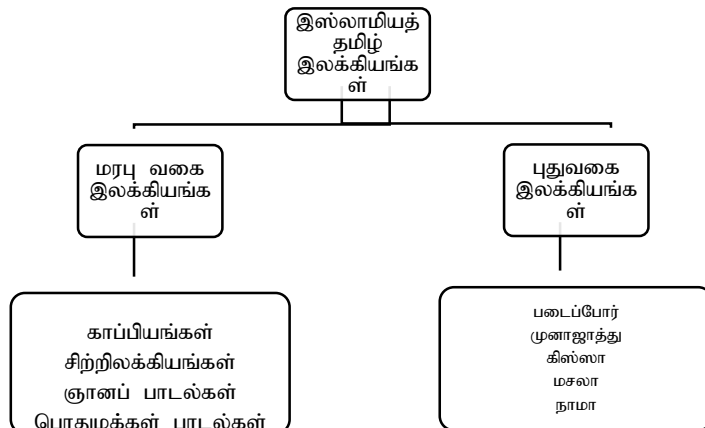 இஸ்லாமியத்
தமிழ்
இலக்கியங்க
ள்
மரபு வகை
இலக்கியங்க
ள்
புதுவகை
இலக்கியங்க
ள்
காப்பியங்கள்
சிற்றிலக்கியங்கள்
ஞானப் பாடல்கள்
பொதுமக்கள் பாடல்கள்
படைப்போர்
முனாஜாத்து
கிஸ்ஸா
மசலா
நாமா